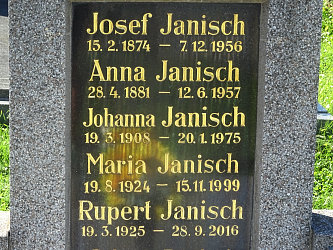 Josef Janisch
15. 2. 1874 – 7. 12. 1956
Anna Janisch
28. 4. 1881 – 12. 6. 1957
Johanna Janisch
19. 3. 1908 – 20. 1. 1975
Maria Janisch
19. 8. 1924 – 15. 11. 1999
Rupert Janisch
19. 3. 1925 – 28. 9. 2016